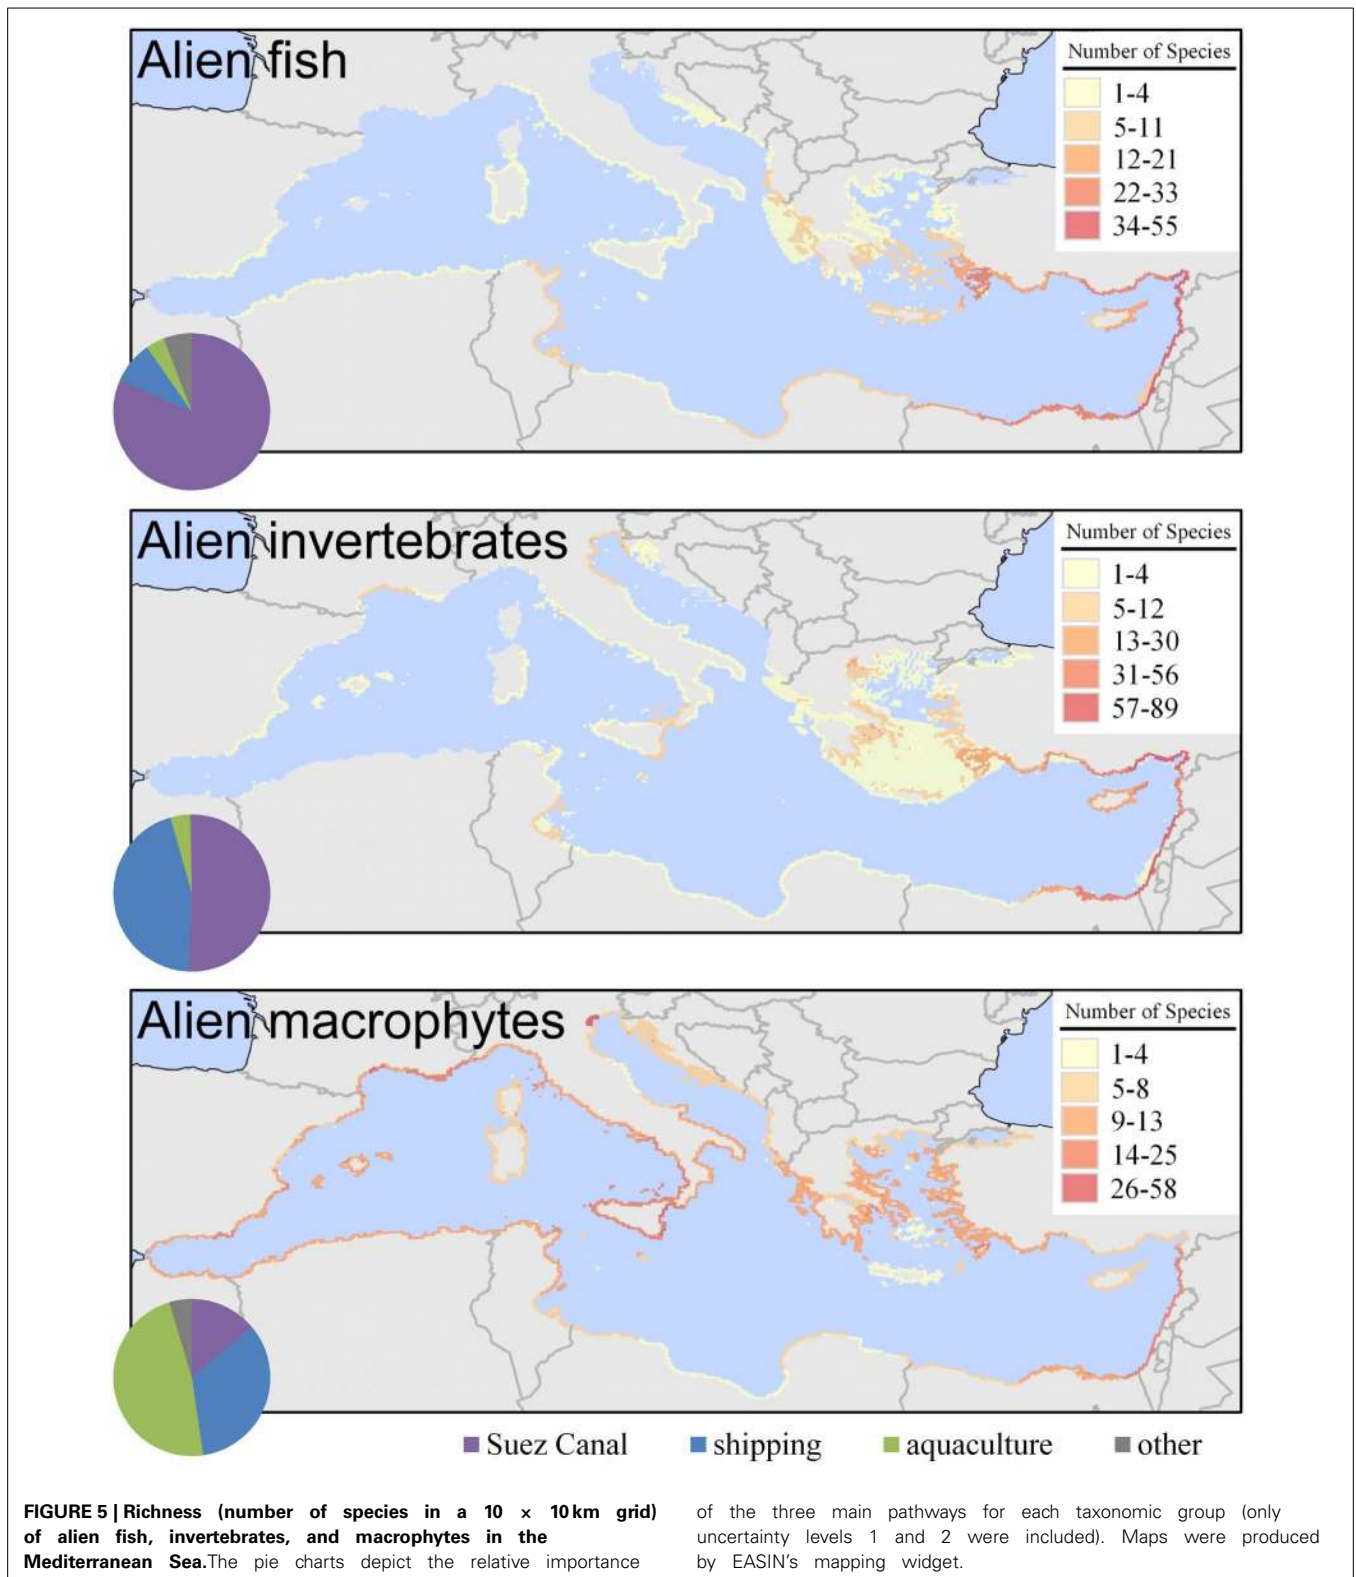 Alien fish
Number of Species
1-4
5-11
12-21
22-33
34-55
Alien invertebrates
Number of Species
1-4
5-12
13-30
31-56
57-89
Alien macrophytes
Number of Species
1-4
5-8
9-13
14-25
26-58
Suez Canal
shipping
aquaculture
other
FIGURE 5 | Richness (number of species in a 10 × 10 km grid)
of alien fish, invertebrates, and macrophytes in the
Mediterranean Sea.The pie charts depict the relative importance
of the three main pathways for each taxonomic group (only
uncertainty levels 1 and 2 were included). Maps were produced
by EASIN's mapping widget.